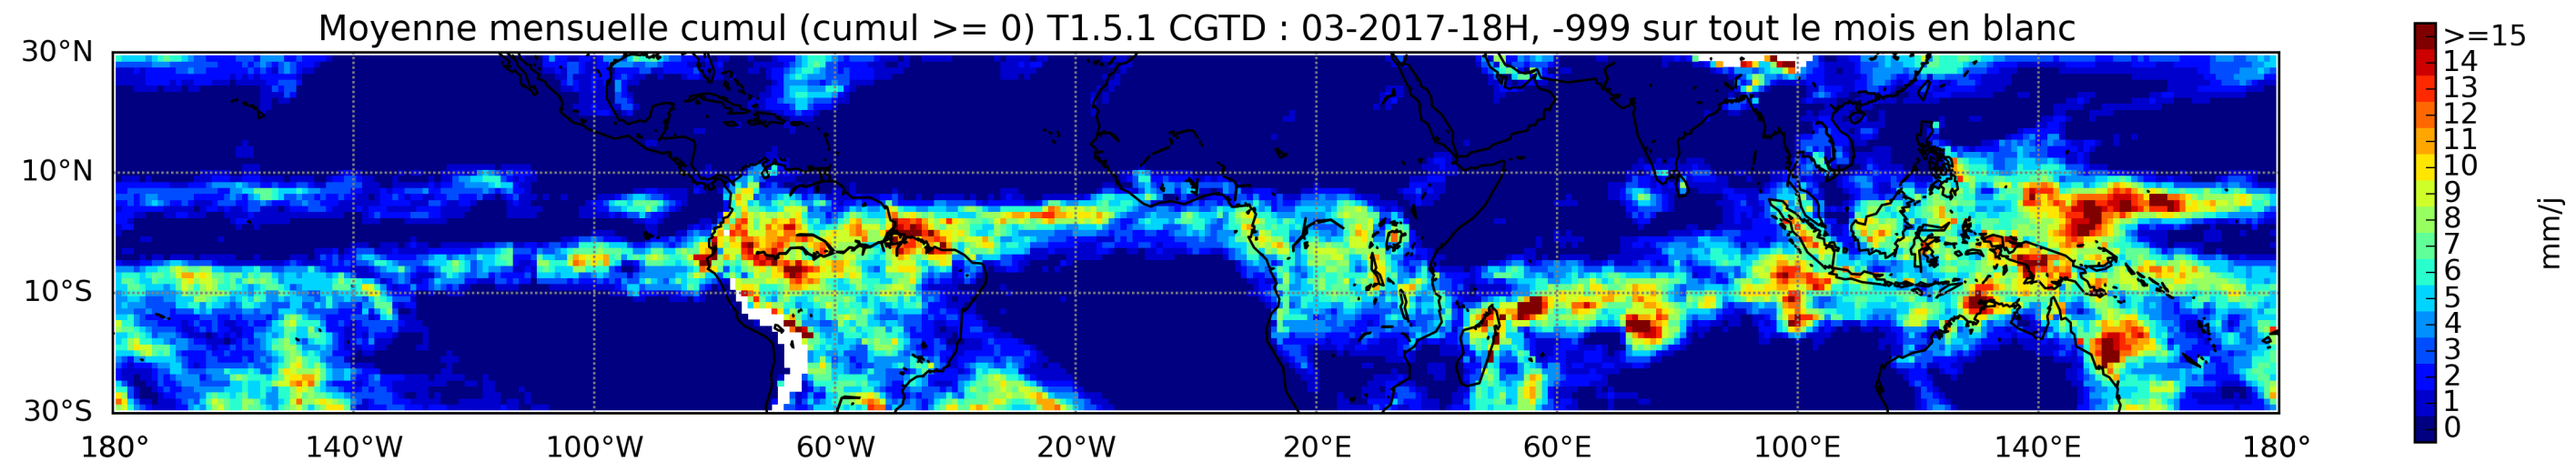 Moyenne mensuelle cumul (cumul >= 0) T1.5.1 CGTD : 03-2017-18H, -999 sur tout le mois en blanc
30°N
10°N
10°S
30°S
180°
140°W
100°W
60°W
20°W
20°E
60°E
100°E
140°E
180°
>=15
14
13
12
11
10
9
8
7
6
5
4
3
2
1
0
mm/j